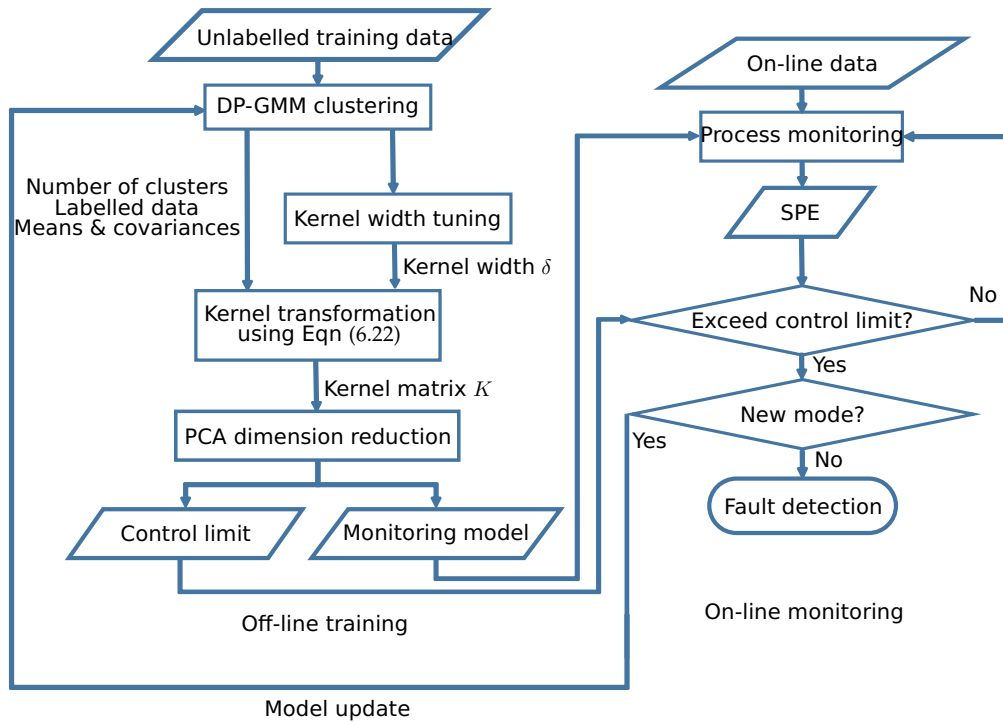 Unlabelled training data
DP-GMM clustering
Number of clusters
Labelled data
Means & covariances
Kernel width tuning
Kernel width δ
Kernel transformation
using Eqn (6.22)
Kernel matrix K
PCA dimension reduction
Control limit
Monitoring model
Off-line training
Model update
On-line data
Process monitoring
SPE
Exceed control limit?
No
Yes
New mode?
Yes
No
Fault detection
On-line monitoring